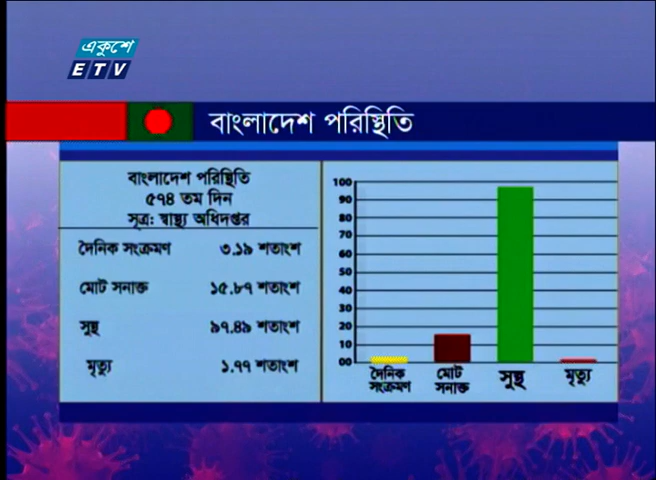 একুশে
ETV
বাংলাদেশ পরিস্থিতি
বাংলাদেশ পরিস্থিতি
৫৭৪ তম দিন
সূত্র: স্বাস্থ্য অধিদপ্তর
দৈনিক সংক্রমণ ৩.১৯ শতাংশ
মোট সনাক্ত ১৫.৮৭ শতাংশ
সুস্থ ৯৭.৪৯ শতাংশ
মৃত্যু ১.৭৭ শতাংশ
100
90
80
70
60
50
40
30
20
10
00
দৈনিক সংক্রমণ
মোট সনাক্ত
সুস্থ
মৃত্যু